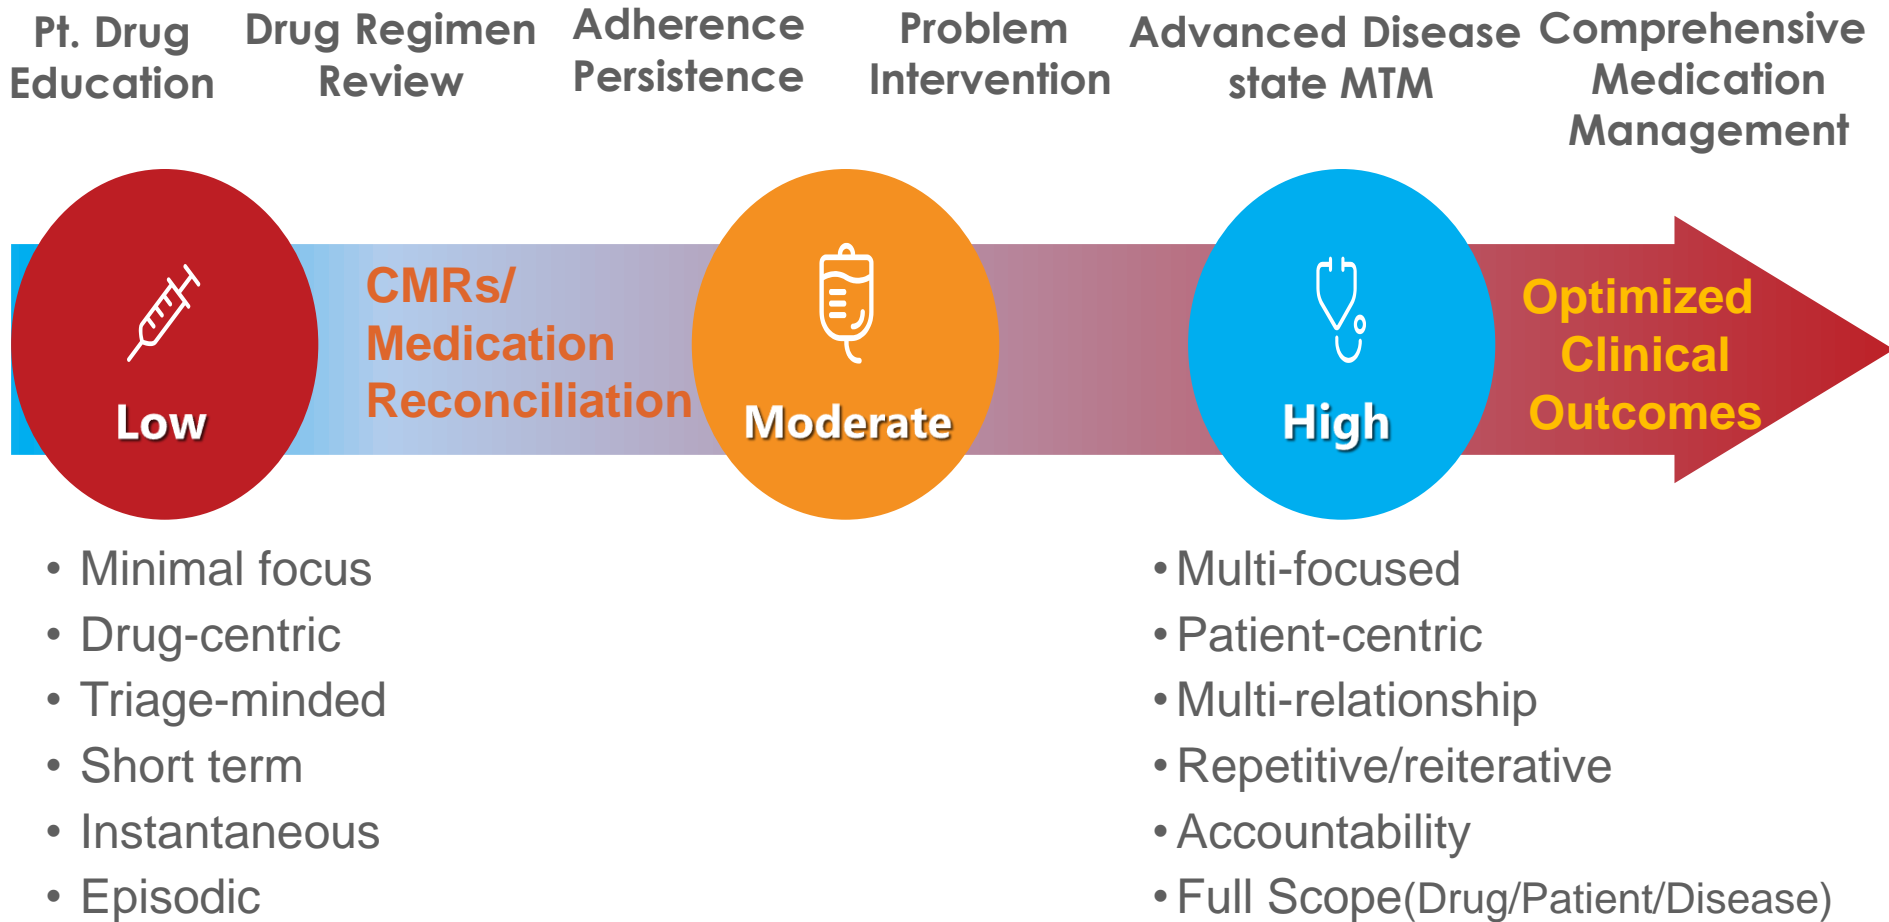 Pt. Drug
Education
Drug Regimen
Review
Adherence
Persistence
Problem
Intervention
Advanced Disease
state MTM
Comprehensive
Medication
Management
Low
CMRs/
Medication
Reconciliation
Moderate
High
Optimized
Clinical
Outcomes
• Minimal focus
• Drug-centric
• Triage-minded
• Short term
• Instantaneous
• Episodic
• Multi-focused
• Patient-centric
• Multi-relationship
• Repetitive/reiterative
• Accountability
• Full Scope(Drug/Patient/Disease)